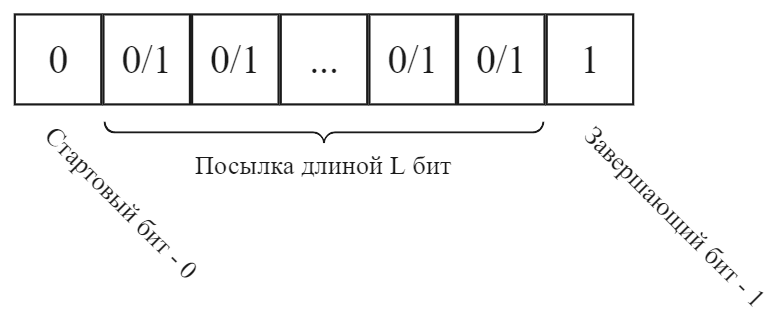 0 0/1 0/1 ... 0/1 0/1 1
Посылка длиной L бит
Стартовый бит - 0
Завершающий бит - 1